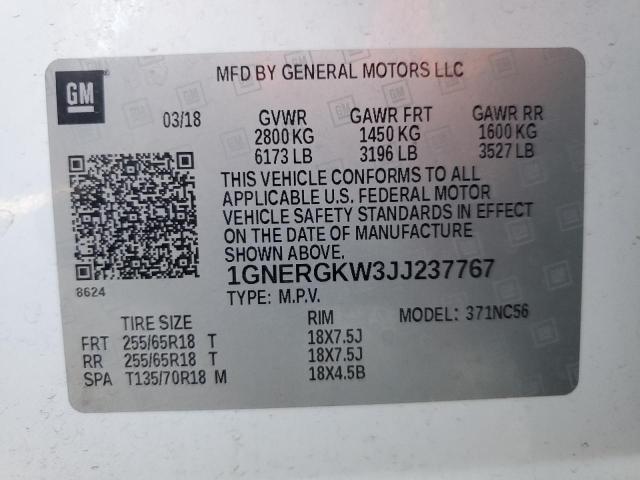 GM
MFD BY GENERAL MOTORS LLC
03/18 GVWR GAWR FRT GAWR RR
2800 KG 1450 KG 1600 KG
6173 LB 3196 LB 3527 LB
THIS VEHICLE CONFORMS TO ALL
APPLICABLE U.S. FEDERAL MOTOR
VEHICLE SAFETY STANDARDS IN EFFECT
ON THE DATE OF MANUFACTURE
SHOWN ABOVE.
1GNERGKW3JJ237767
8624
TYPE: M.P.V.
TIRE SIZE RIM MODEL: 371NC56
FRT 255/65R18 T 18X7.5J
RR 255/65R18 T 18X7.5J
SPA T135/70R18 M 18X4.5B